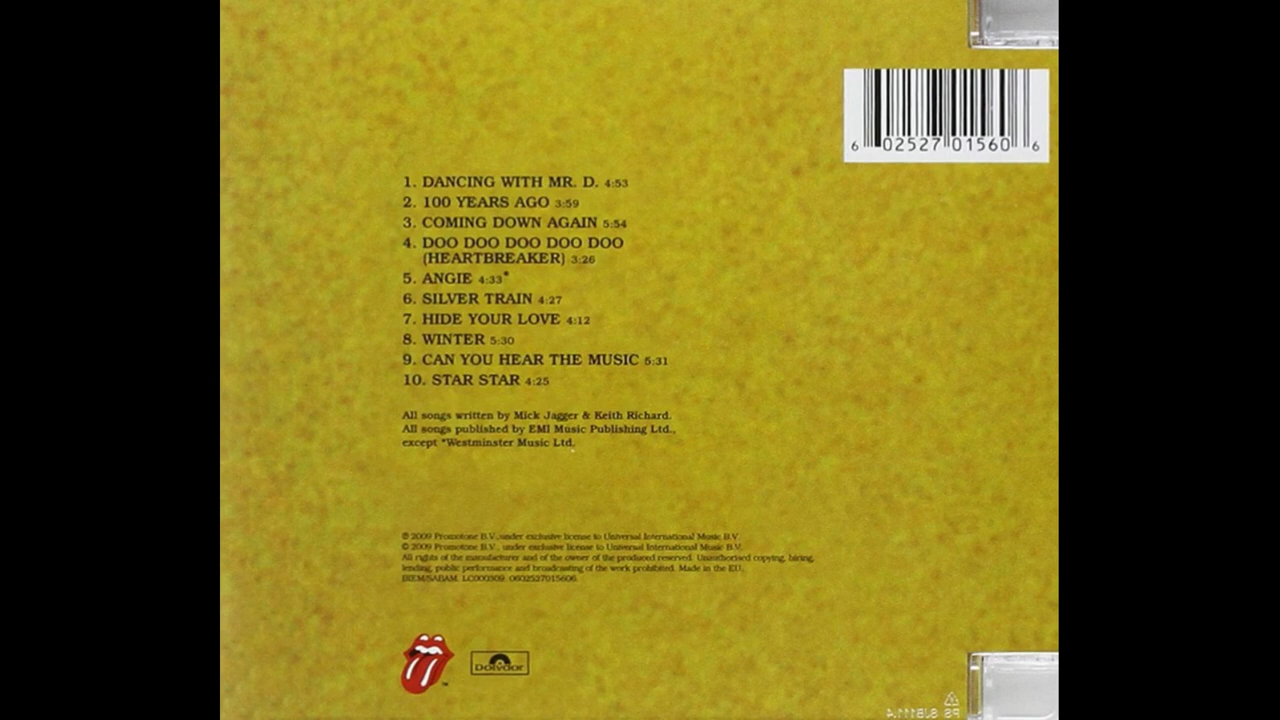 6 02527 01560 6
1. DANCING WITH MR. D. 4:53
2. 100 YEARS AGO 3:59
3. COMING DOWN AGAIN 5:54
4. DOO DOO DOO DOO DOO
(HEARTBREAKER) 3:26
5. ANGIE 4:33*
6. SILVER TRAIN 4:27
7. HIDE YOUR LOVE 4:12
8. WINTER 5:30
9. CAN YOU HEAR THE MUSIC 5:31
10. STAR STAR 4:25
All songs written by Mick Jagger & Keith Richard.
All songs published by EMI Music Publishing Ltd.,
except *Westminster Music Ltd.
℗ 2009 Promotone B.V., under exclusive license to Universal International Music B.V.
© 2009 Promotone B.V., under exclusive license to Universal International Music B.V.
All rights of the manufacturer and of the owner of the produced reserved. Unauthorised copying, hiring,
lending, public performance and broadcasting of the work prohibited. Made in the EU.
BIEM/SABAM. LC000309. 0602527015606.
Polydor